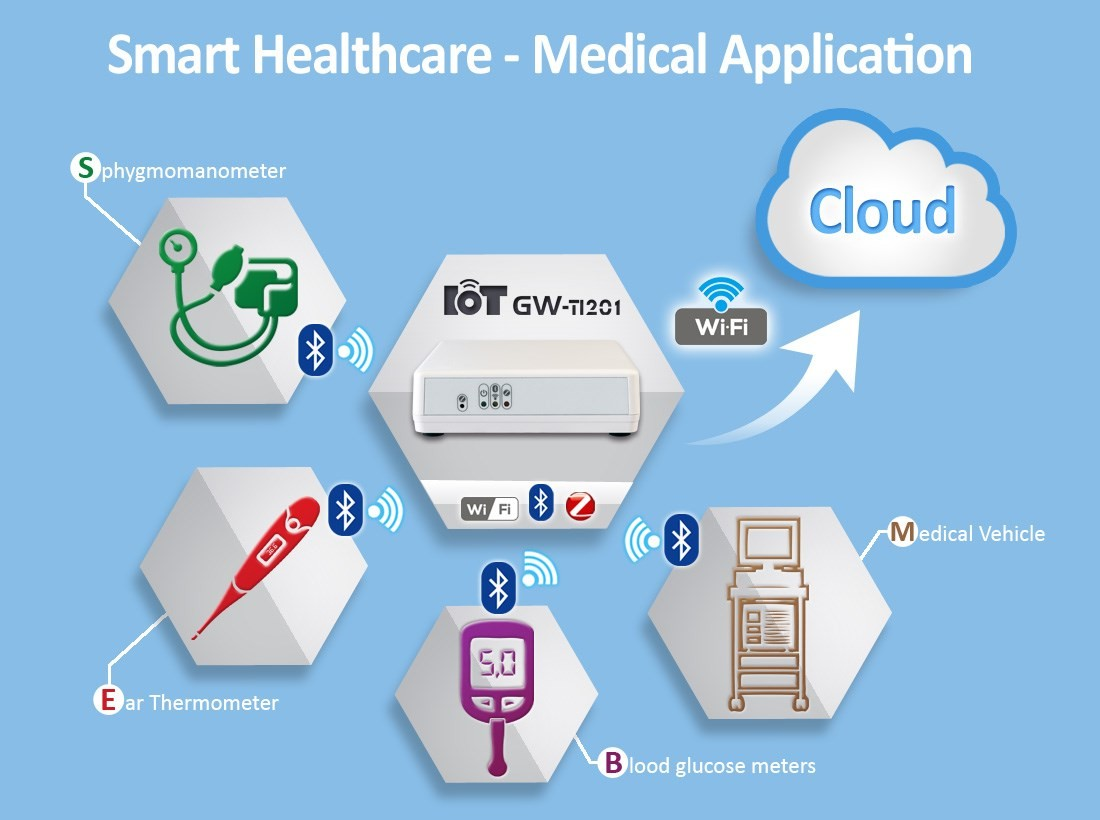 Smart Healthcare - Medical Application
Sphygmomanometer
Cloud
IOT GW-TI201
Wi-Fi
Wi Fi
Medical Vehicle
Ear Thermometer
5,0
Blood glucose meters